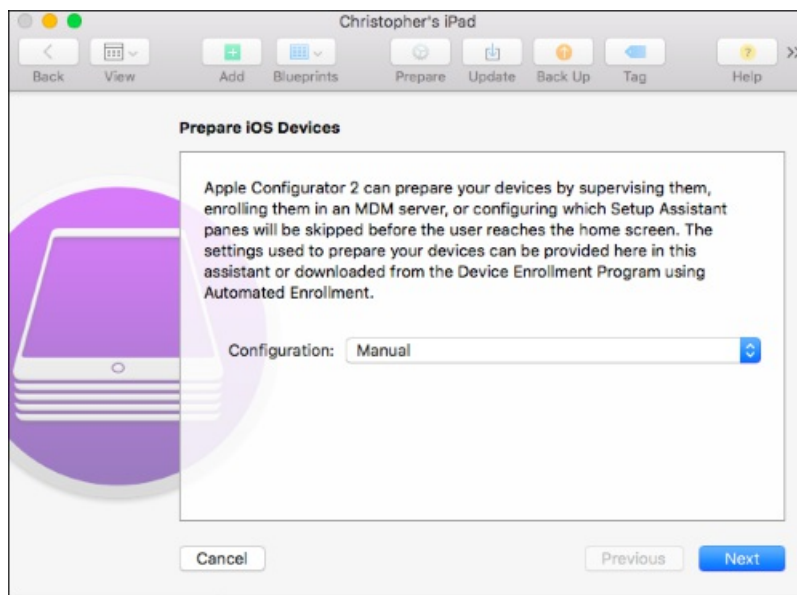 Christopher's iPad
Back View Add Blueprints Prepare Update Back Up Tag Help
Prepare iOS Devices
Apple Configurator 2 can prepare your devices by supervising them,
enrolling them in an MDM server, or configuring which Setup Assistant
panes will be skipped before the user reaches the home screen. The
settings used to prepare your devices can be provided here in this
assistant or downloaded from the Device Enrollment Program using
Automated Enrollment.
Configuration: Manual
Cancel Previous Next